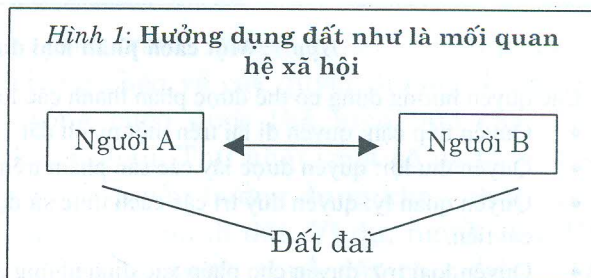 Hình 1: Hưởng dụng đất như là mối quan
hệ xã hội
Người A
Người B
Đất đai